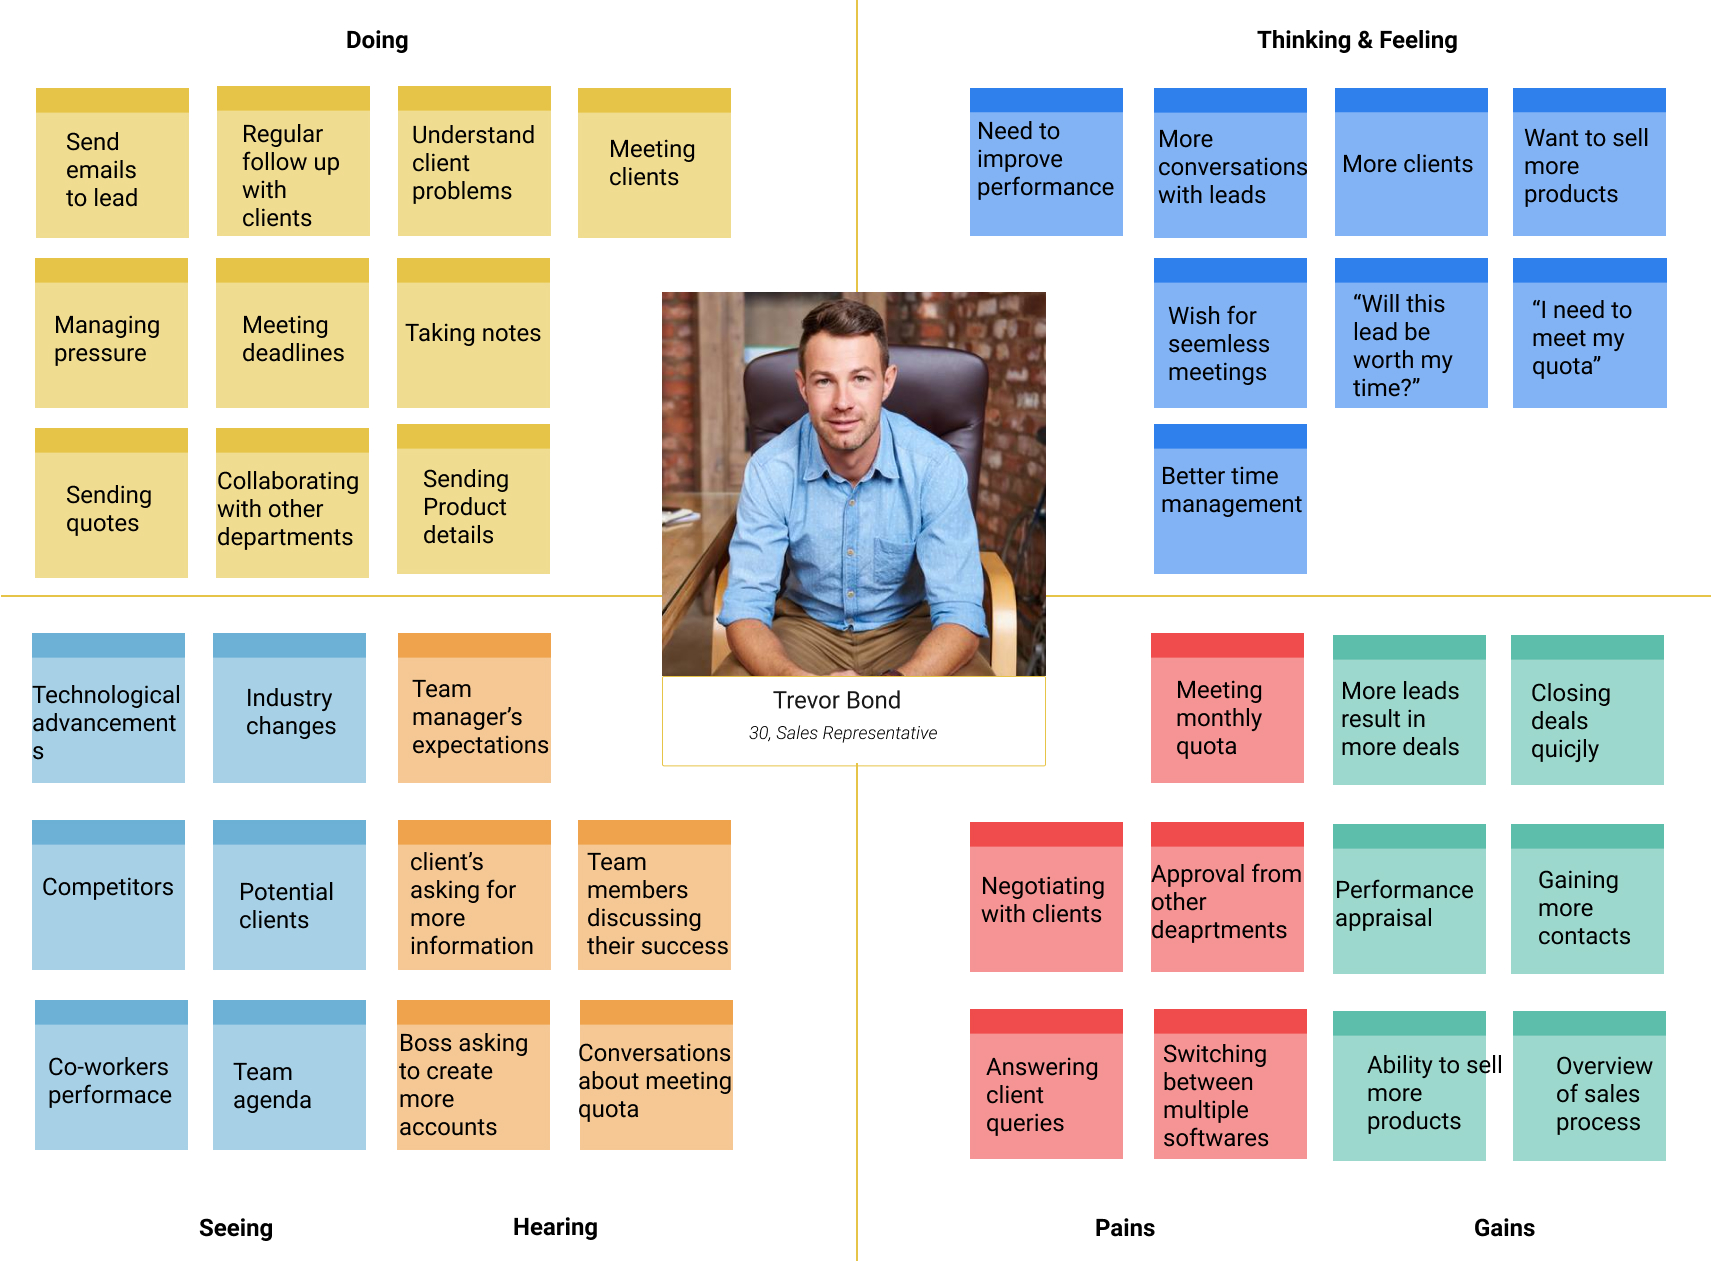 Doing
Send
emails
to lead
Regular
follow up
with
clients
Understand
client
problems
Meeting
clients
Managing
pressure
Meeting
deadlines
Taking notes
Sending
quotes
Collaborating
with other
departments
Sending
Product
details
Thinking & Feeling
Need to
improve
performance
More
conversations
with leads
More clients
Want to sell
more
products
Wish for
seemless
meetings
“Will this
lead be
worth my
time?”
“I need to
meet my
quota”
Better time
management
Trevor Bond
30, Sales Representative
Technological
advancement
s
Industry
changes
Competitors
Potential
clients
Co-workers
performace
Team
agenda
Seeing
Team
manager’s
expectations
client’s
asking for
more
information
Team
members
discussing
their success
Boss asking
to create
more
accounts
Conversations
about meeting
quota
Hearing
Meeting
monthly
quota
Negotiating
with clients
Approval from
other
deaprtments
Answering
client
queries
Switching
between
multiple
softwares
Pains
More leads
result in
more deals
Closing
deals
quicjly
Performance
appraisal
Gaining
more
contacts
Ability to sell
more
products
Overview
of sales
process
Gains